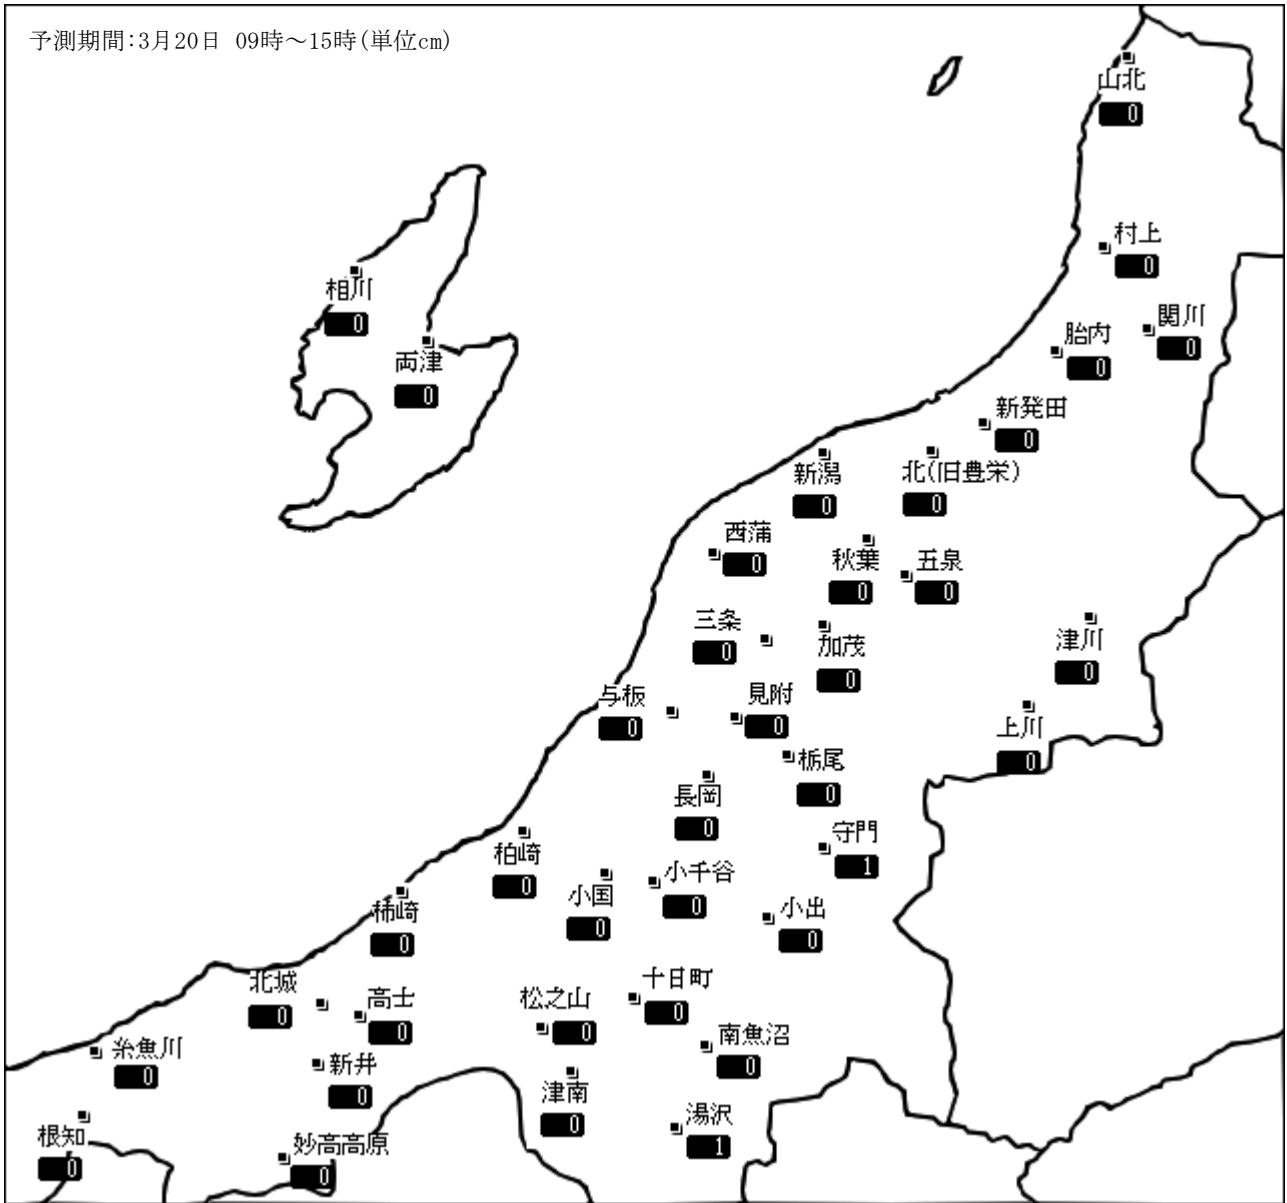 予測期間:3月20日 09時～15時(単位cm)
山北
0
村上
0
相川
0
関川
0
胎内
0
両津
0
新発田
0
新潟
0
北(旧豊栄)
0
西蒲
0
秋葉
0
五泉
0
三条
0
加茂
0
津川
0
与板
0
見附
0
上川
0
栃尾
0
長岡
0
守門
1
柏崎
0
小千谷
0
小国
0
小出
0
柿崎
0
北城
0
高士
0
松之山
0
十日町
0
南魚沼
0
糸魚川
0
新井
0
津南
0
湯沢
1
根知
0
妙高高原
0